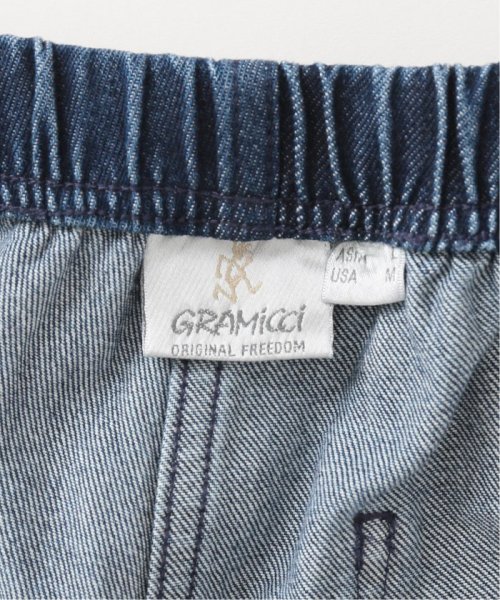 GRAMiCCi
ORIGINAL FREEDOM
ASIA L
USA M